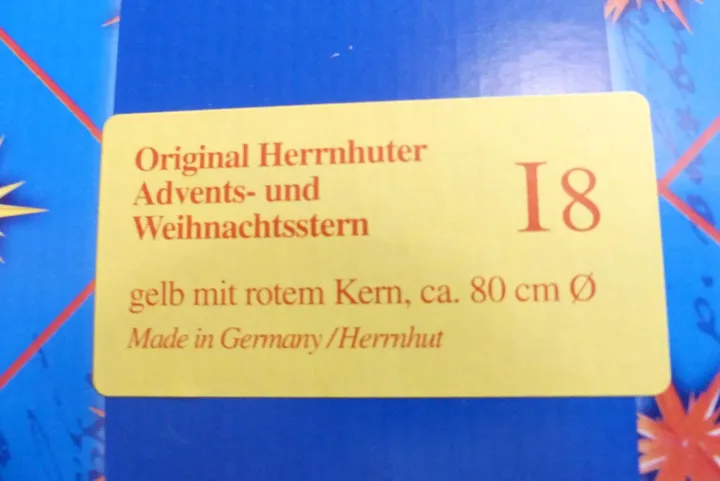 Original Herrnhuter
Advents- und
Weihnachtsstern
I8
gelb mit rotem Kern, ca. 80 cm Ø
Made in Germany/Herrnhut